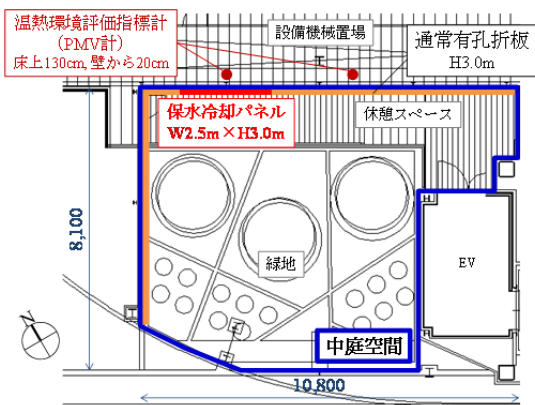 温熱環境評価指標計
(PMV計)
床上130cm, 壁から20cm
設備機械置場
通常有孔折板
H3.0m
保水冷却パネル
W2.5m×H3.0m
休憩スペース
8,100
緑地
EV
N
中庭空間
10,800